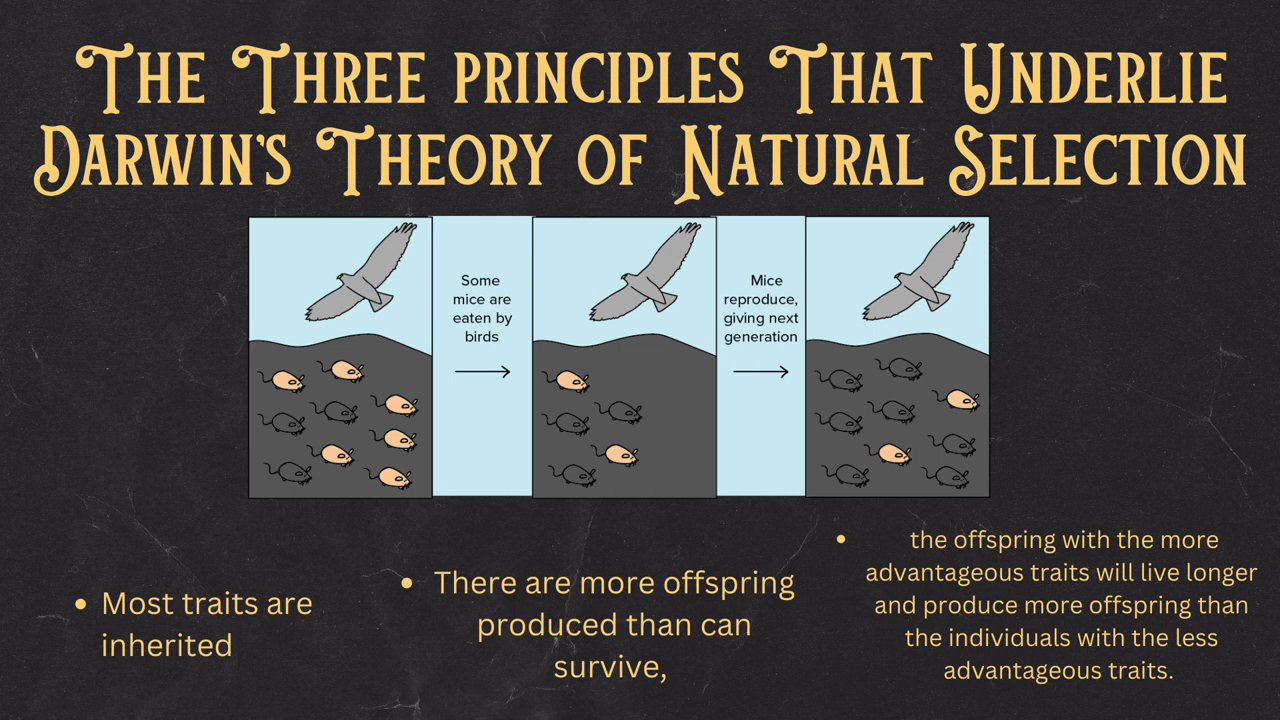 The Three principles That Underlie
Darwin's Theory of Natural Selection
Some
mice are
eaten by
birds
Mice
reproduce,
giving next
generation
• Most traits are
inherited
• There are more offspring
produced than can
survive,
• the offspring with the more
advantageous traits will live longer
and produce more offspring than
the individuals with the less
advantageous traits.